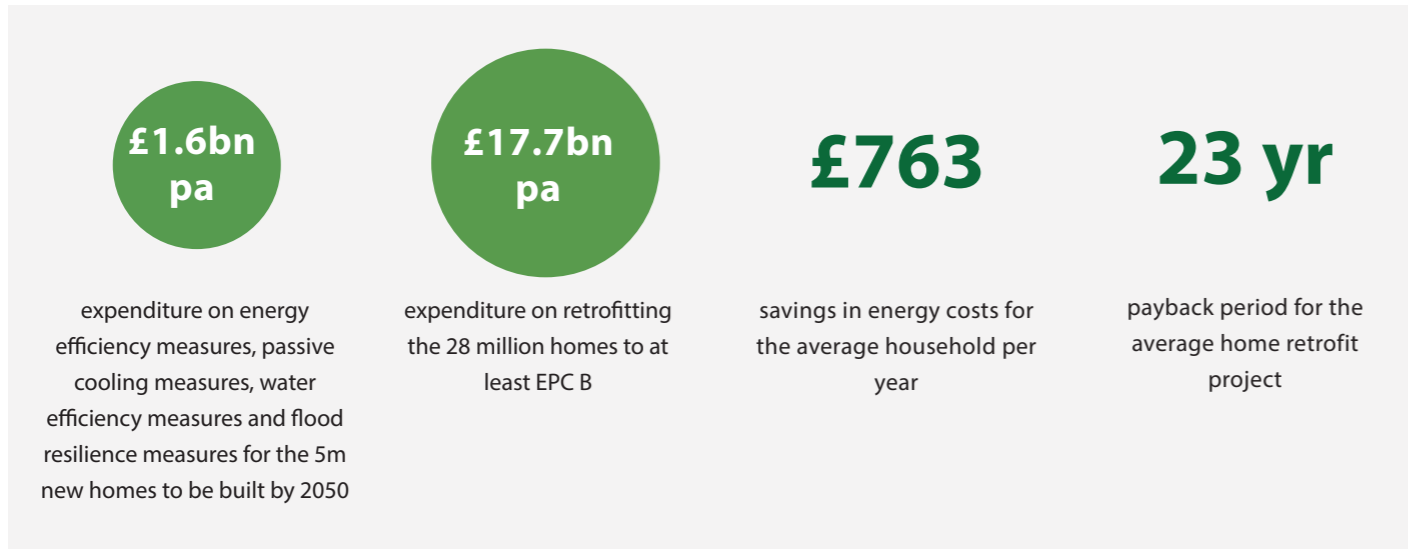 £1.6bn
pa
expenditure on energy
efficiency measures, passive
cooling measures, water
efficiency measures and flood
resilience measures for the 5m
new homes to be built by 2050
£17.7bn
pa
expenditure on retrofitting
the 28 million homes to at
least EPC B
£763
savings in energy costs for
the average household per
year
23 yr
payback period for the
average home retrofit
project